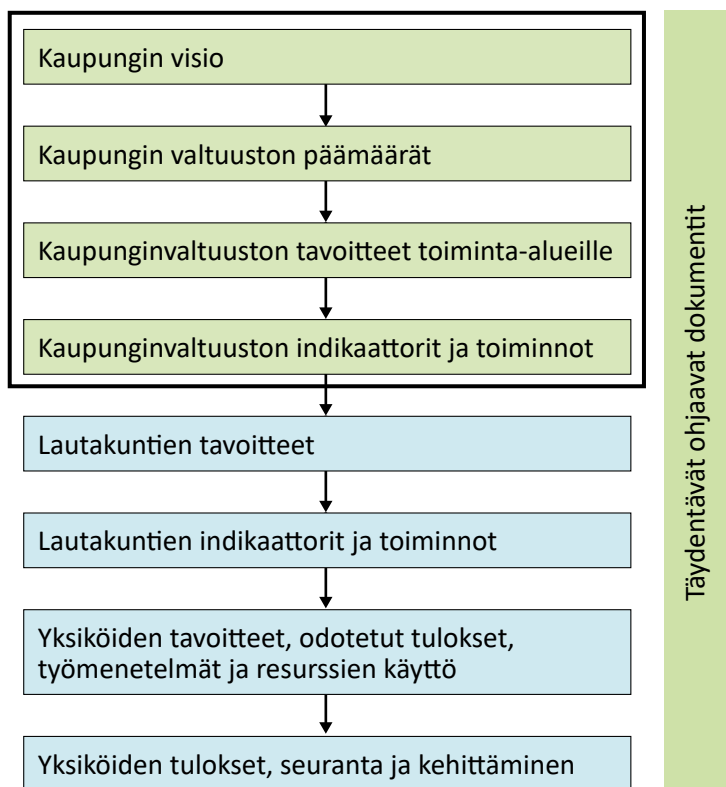 Kaupungin visio
Kaupungin valtuuston päämäärät
Kaupunginvaltuuston tavoitteet toiminta-alueille
Kaupunginvaltuuston indikaattorit ja toiminnot
Lautakuntien tavoitteet
Lautakuntien indikaattorit ja toiminnot
Yksiköiden tavoitteet, odotetut tulokset,
työmenetelmät ja resurssien käyttö
Yksiköiden tulokset, seuranta ja kehittäminen
Täydentävät ohjaavat dokumentit